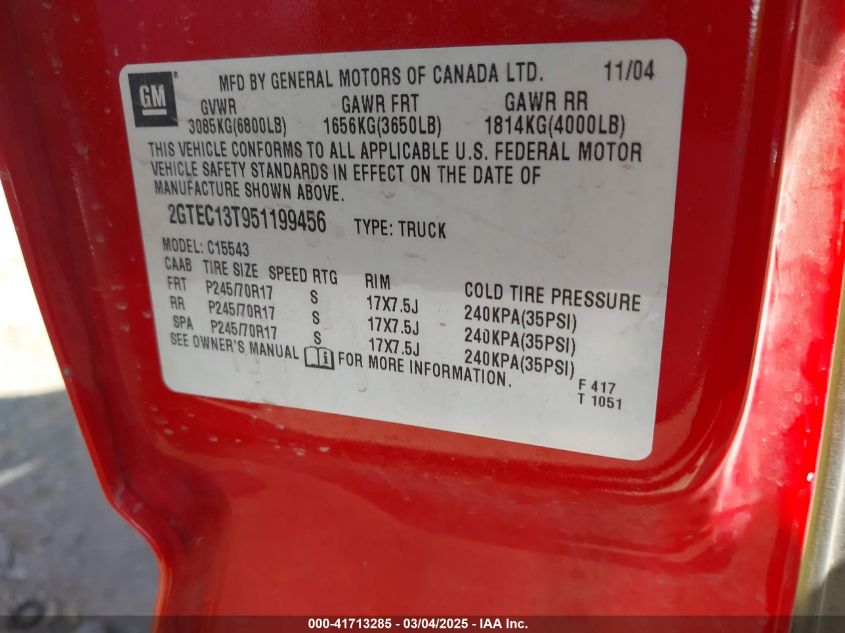 GM® MFD BY GENERAL MOTORS OF CANADA LTD. 11/04
GVWR GAWR FRT GAWR RR
3085KG(6800LB) 1656KG(3650LB) 1814KG(4000LB)
THIS VEHICLE CONFORMS TO ALL APPLICABLE U.S. FEDERAL MOTOR
VEHICLE SAFETY STANDARDS IN EFFECT ON THE DATE OF
MANUFACTURE SHOWN ABOVE.
2GTEC13T951199456 TYPE: TRUCK
MODEL: C15543
CAAB TIRE SIZE SPEED RTG RIM COLD TIRE PRESSURE
FRT P245/70R17 S 17X7.5J 240KPA(35PSI)
RR P245/70R17 S 17X7.5J 240KPA(35PSI)
SPA P245/70R17 S 17X7.5J 240KPA(35PSI)
SEE OWNER'S MANUAL FOR MORE INFORMATION.
F 417
T 1051
000-41713285 - 03/04/2025 - IAA Inc.